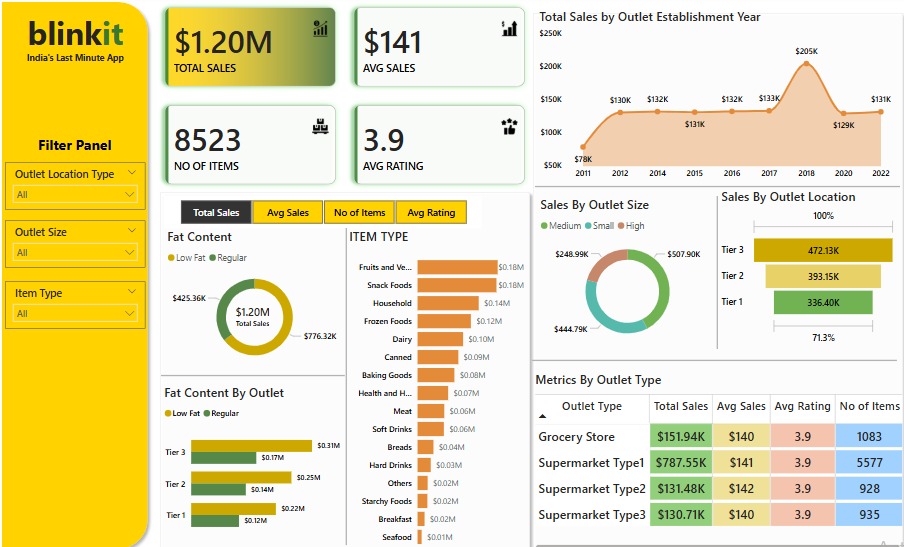 blinkit
India's Last Minute App
Filter Panel
Outlet Location Type
All
Outlet Size
All
Item Type
All
$1.20M
TOTAL SALES
$141
AVG SALES
8523
NO OF ITEMS
3.9
AVG RATING
Total Sales
Avg Sales
No of Items
Avg Rating
Fat Content
Low Fat
Regular
$425.36K
$1.20M
Total Sales
$776.32K
Fat Content By Outlet
Low Fat
Regular
Tier 3
$0.31M
$0.17M
Tier 2
$0.25M
$0.14M
Tier 1
$0.22M
$0.12M
ITEM TYPE
Fruits and Ve...
$0.18M
Snack Foods
$0.18M
Household
$0.14M
Frozen Foods
$0.12M
Dairy
$0.10M
Canned
$0.09M
Baking Goods
$0.08M
Health and H...
$0.07M
Meat
$0.06M
Soft Drinks
$0.06M
Breads
$0.04M
Hard Drinks
$0.03M
Others
$0.02M
Starchy Foods
$0.02M
Breakfast
$0.02M
Seafood
$0.01M
Total Sales by Outlet Establishment Year
$250K
$200K
$150K
$100K
$50K
$78K
$130K
$132K
$131K
$132K
$133K
$205K
$129K
$131K
2011
2012
2014
2015
2016
2017
2018
2020
2022
Sales By Outlet Size
Medium
Small
High
$248.99K
$507.90K
$444.79K
Sales By Outlet Location
100%
Tier 3
472.13K
Tier 2
393.15K
Tier 1
336.40K
71.3%
Metrics By Outlet Type
Outlet Type Total Sales Avg Sales Avg Rating No of Items
Grocery Store $151.94K $140 3.9 1083
Supermarket Type1 $787.55K $141 3.9 5577
Supermarket Type2 $131.48K $142 3.9 928
Supermarket Type3 $130.71K $140 3.9 935